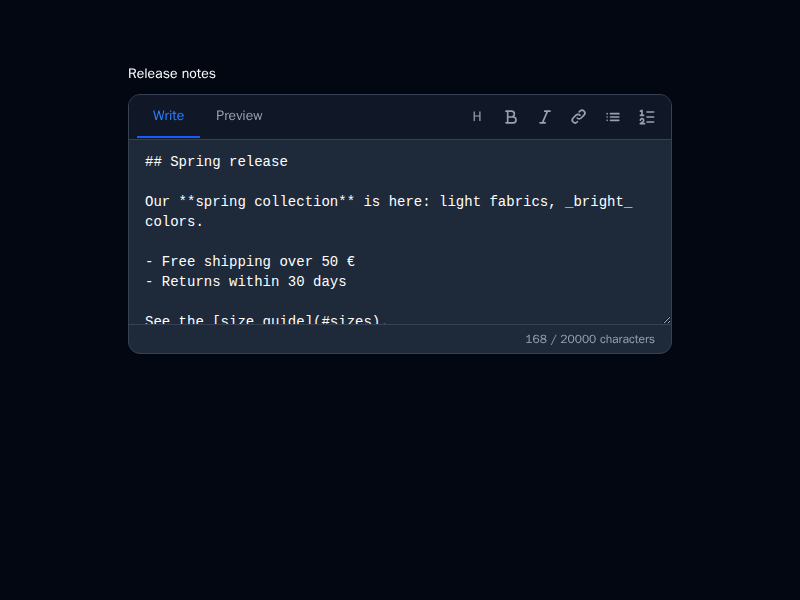 Release notes
Write Preview H B I
## Spring release
Our **spring collection** is here: light fabrics, _bright_
colors.
- Free shipping over 50 €
- Returns within 30 days
See the [size guide](#sizes).
168 / 20000 characters